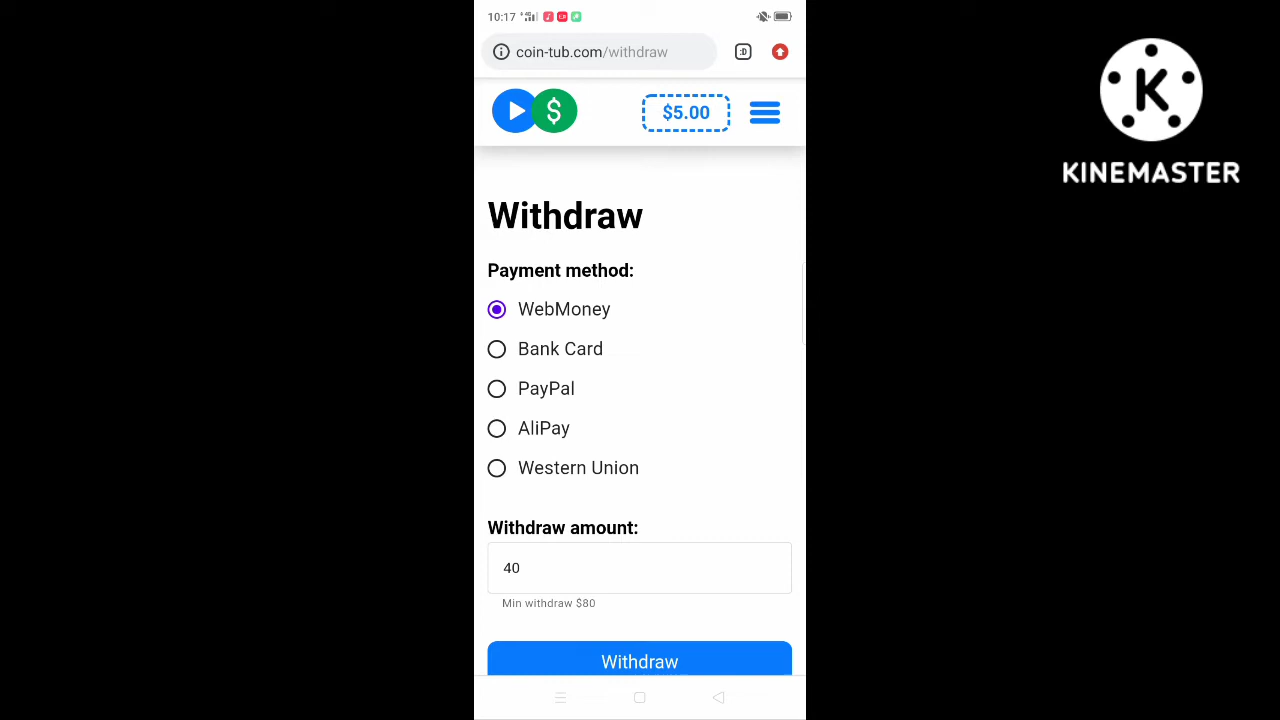 10:17
coin-tub.com/withdraw
:D
$
$5.00
K
KINEMASTER
Withdraw
Payment method:
WebMoney
Bank Card
PayPal
AliPay
Western Union
Withdraw amount:
40
Min withdraw $80
Withdraw